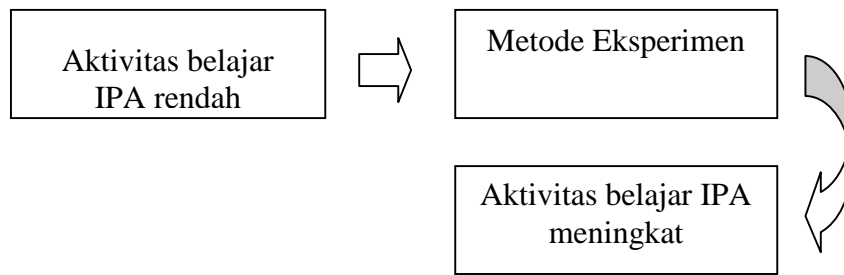 Aktivitas belajar
IPA rendah
Metode Eksperimen
Aktivitas belajar IPA
meningkat